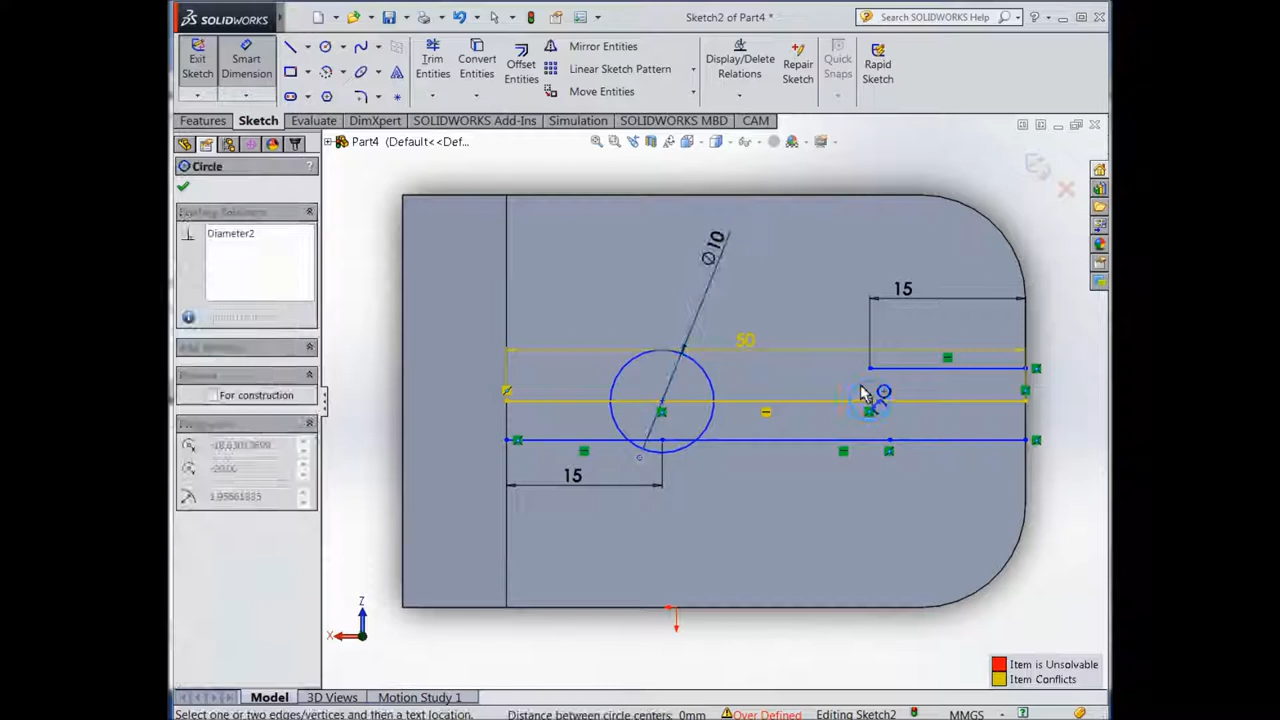 SOLIDWORKS
Sketch2 of Part4 *
Search SOLIDWORKS Help
Exit Sketch
Smart Dimension
Trim Entities
Convert Entities
Offset Entities
Mirror Entities
Linear Sketch Pattern
Move Entities
Display/Delete Relations
Repair Sketch
Quick Snaps
Rapid Sketch
Features Sketch Evaluate DimXpert SOLIDWORKS Add-Ins Simulation SOLIDWORKS MBD CAM
Part4 (Default<<Def...
Circle ?
Diameter2
For construction
-20.00
⌀10
15
50
15
Z
X
Item is Unsolvable
Item Conflicts
Model 3D Views Motion Study 1
Select one or two edges/vertices and then a text location. Distance between circle centers: 0mm Over Defined Editing Sketch2 MMGS